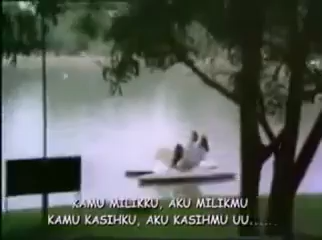 KAMU MILIKKU, AKU MILIKMU
KAMU KASIHKU, AKU KASIHMU UU......